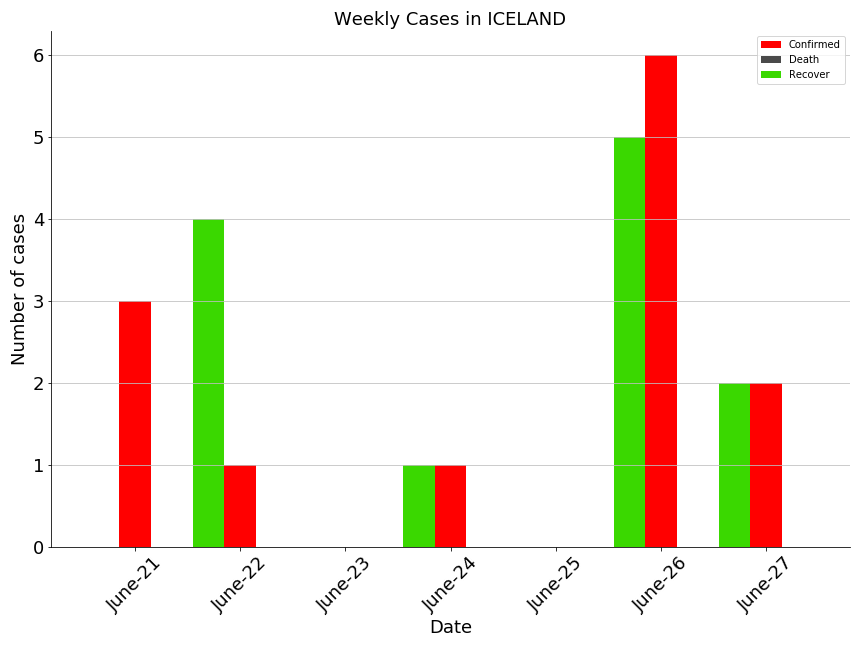 Weekly Cases in ICELAND
Confirmed
Death
Recover
Number of cases
6
5
4
3
2
1
0
June-21
June-22
June-23
June-24
June-25
June-26
June-27
Date